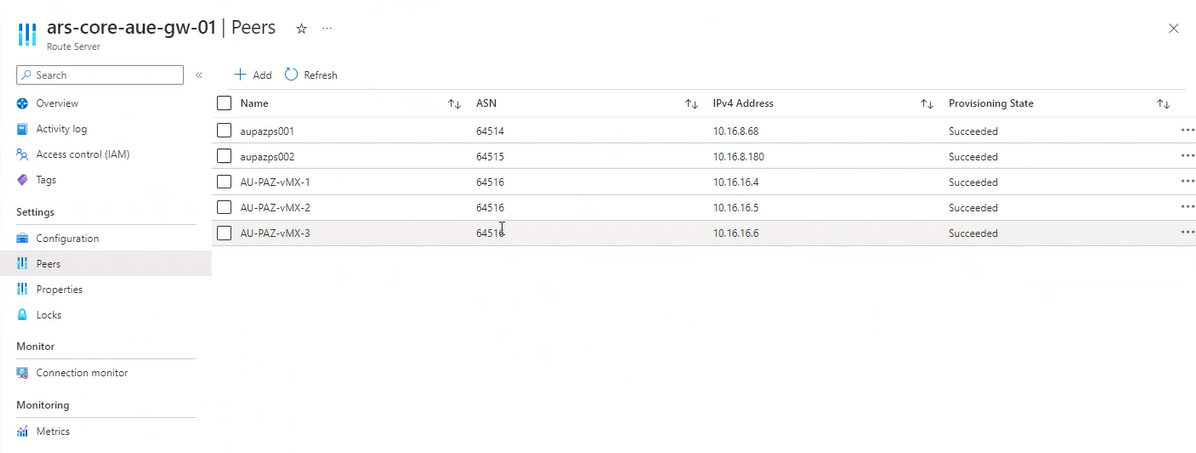 ars-core-aue-gw-01 | Peers
Route Server
Search
Add Refresh
Overview
Activity log
Access control (IAM)
Tags
Settings
Configuration
Peers
Properties
Locks
Monitor
Connection monitor
Monitoring
Metrics
Name ASN IPv4 Address Provisioning State
aupazps001 64514 10.16.8.68 Succeeded
aupazps002 64515 10.16.8.180 Succeeded
AU-PAZ-vMX-1 64516 10.16.16.4 Succeeded
AU-PAZ-vMX-2 64516 10.16.16.5 Succeeded
AU-PAZ-vMX-3 64516 10.16.16.6 Succeeded